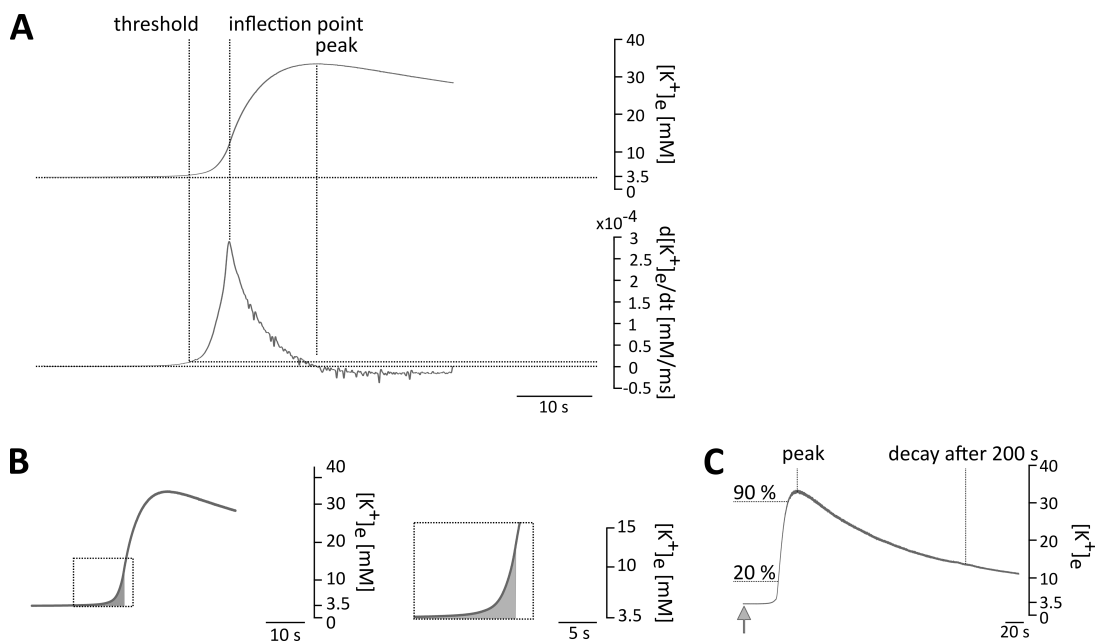 A
threshold
inflection point
peak
40
30
20
10
3.5
0
[K⁺]e [mM]
x10⁻⁴
3
2.5
2
1.5
1
0.5
0
-0.5
d[K⁺]e/dt [mM/ms]
10 s
B
40
30
20
10
3.5
0
[K⁺]e [mM]
10 s
15
10
3.5
[K⁺]e [mM]
5 s
C
peak
decay after 200 s
90 %
20 %
40
30
20
10
3.5
0
[K⁺]e
20 s